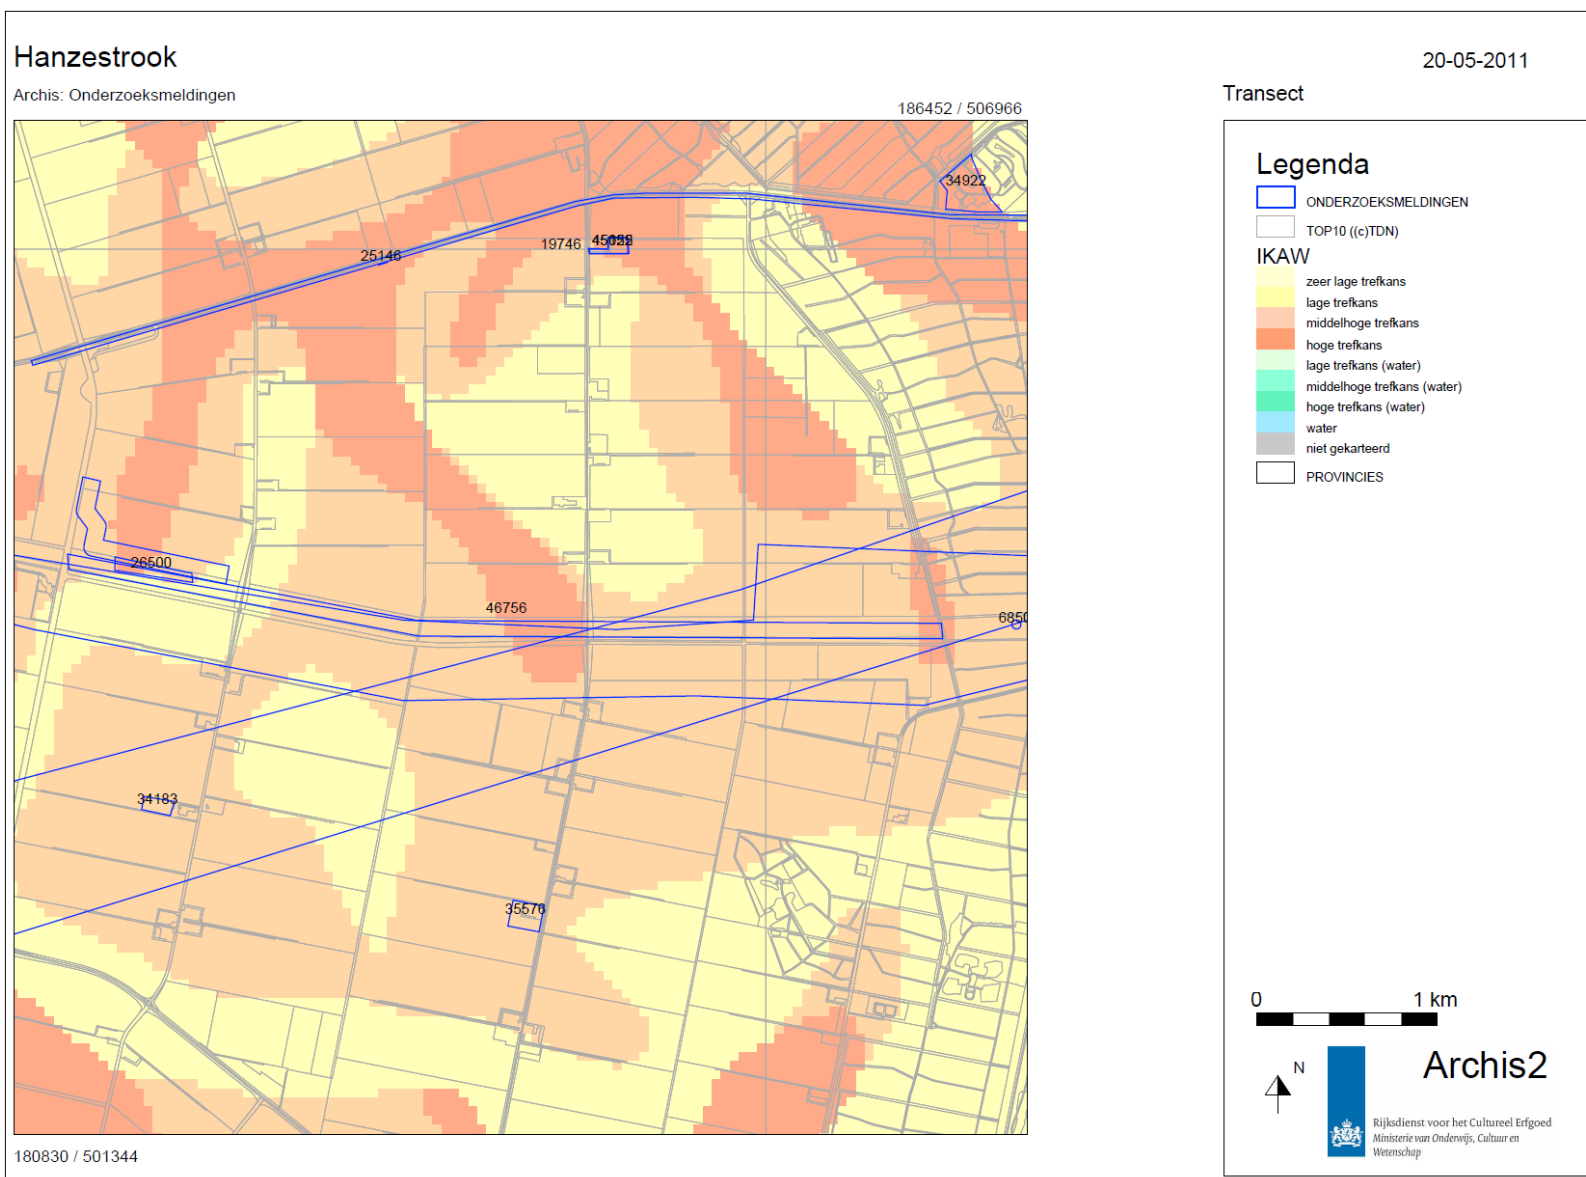 Hanzestrook
20-05-2011
Archis: Onderzoeksmeldingen
Transect
186452 / 506966
34922
19746
25146
26500
46756
34183
35576
180830 / 501344
Legenda
ONDERZOEKSMELDINGEN
TOP10 ((c)TDN)
IKAW
zeer lage trefkans
lage trefkans
middelhoge trefkans
hoge trefkans
lage trefkans (water)
middelhoge trefkans (water)
hoge trefkans (water)
water
niet gekarteerd
PROVINCIES
0 1 km
N
Archis2
Rijksdienst voor het Cultureel Erfgoed
Ministerie van Onderwijs, Cultuur en
Wetenschap